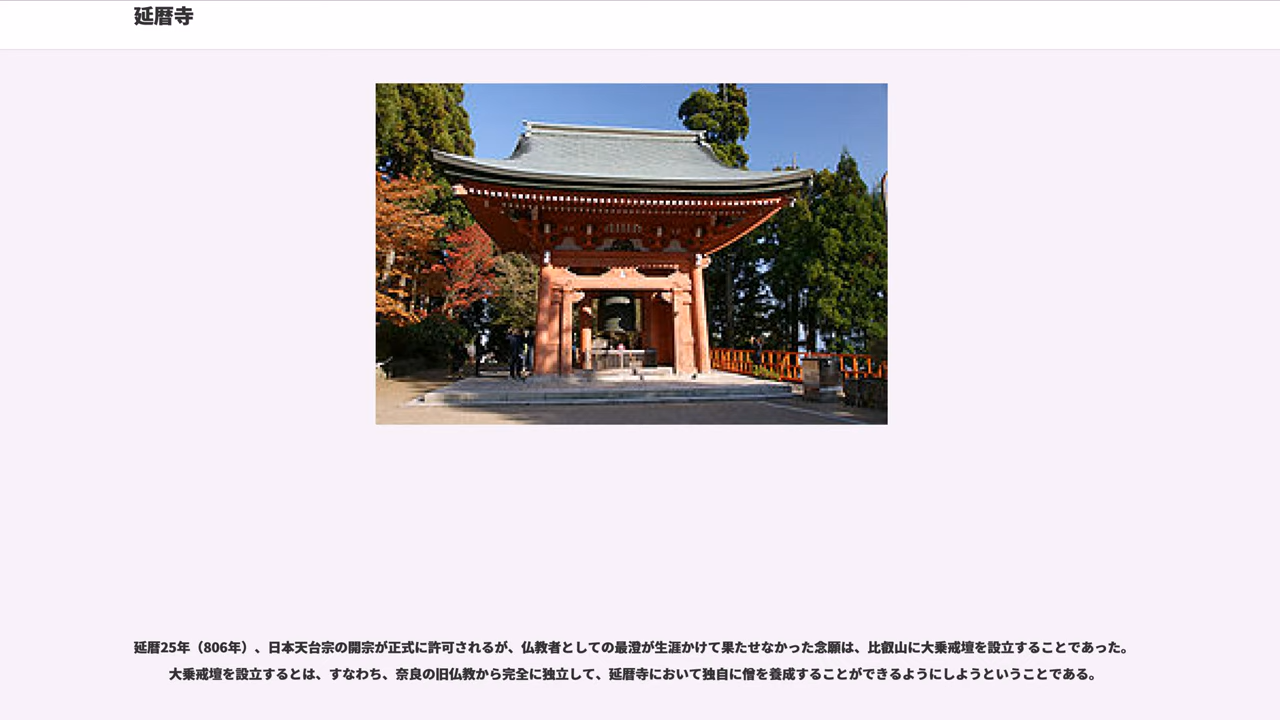 延暦寺
延暦25年（806年）、日本天台宗の開宗が正式に許可されるが、仏教者としての最澄が生涯かけて果たせなかった念願は、比叡山に大乗戒壇を設立することであった。
大乗戒壇を設立するとは、すなわち、奈良の旧仏教から完全に独立して、延暦寺において独自に僧を養成することができるようにしようということである。